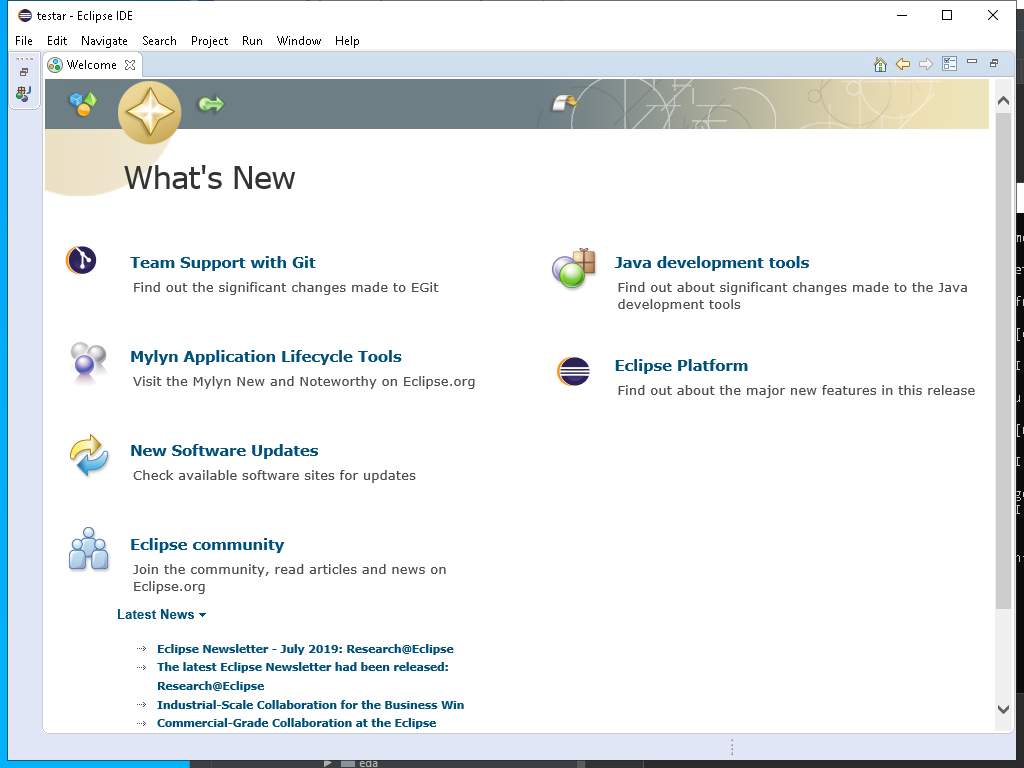 testar - Eclipse IDE
File Edit Navigate Search Project Run Window Help
Welcome
What's New
Team Support with Git
Find out the significant changes made to EGit
Java development tools
Find out about significant changes made to the Java
development tools
Mylyn Application Lifecycle Tools
Visit the Mylyn New and Noteworthy on Eclipse.org
Eclipse Platform
Find out about the major new features in this release
New Software Updates
Check available software sites for updates
Eclipse community
Join the community, read articles and news on
Eclipse.org
Latest News
Eclipse Newsletter - July 2019: Research@Eclipse
The latest Eclipse Newsletter had been released:
Research@Eclipse
Industrial-Scale Collaboration for the Business Win
Commercial-Grade Collaboration at the Eclipse
eda